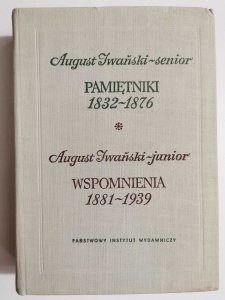 August Iwański-senior
PAMIĘTNIKI
1832-1876
*
August Iwański-junior
WSPOMNIENIA
1881-1939
PAŃSTWOWY INSTYTUT WYDAWNICZY